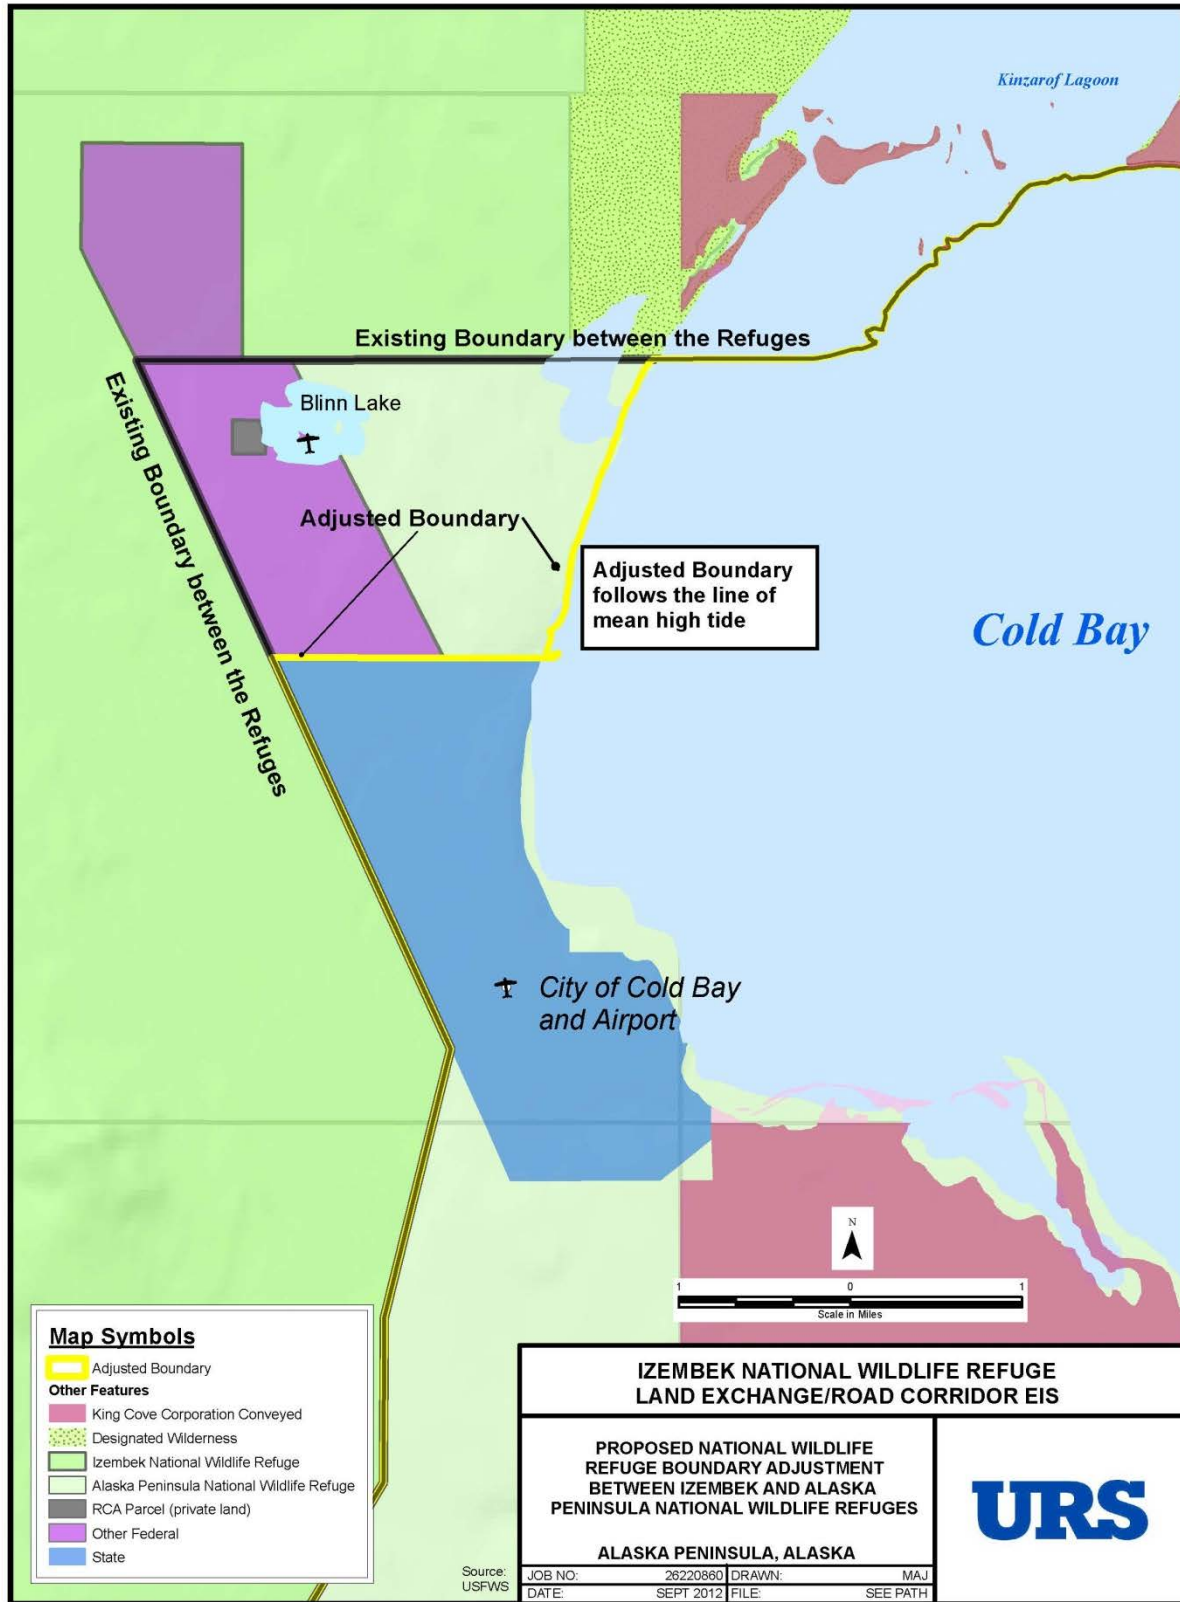 Kinzarof Lagoon
Existing Boundary between the Refuges
Blinn Lake
Existing Boundary between the Refuges
Adjusted Boundary
Adjusted Boundary
follows the line of
mean high tide
Cold Bay
City of Cold Bay
and Airport
N
1 0 1
Scale in Miles
Map Symbols
Adjusted Boundary
Other Features
King Cove Corporation Conveyed
Designated Wilderness
Izembek National Wildlife Refuge
Alaska Peninsula National Wildlife Refuge
RCA Parcel (private land)
Other Federal
State
Source:
USFWS
IZEMBEK NATIONAL WILDLIFE REFUGE
LAND EXCHANGE/ROAD CORRIDOR EIS
PROPOSED NATIONAL WILDLIFE
REFUGE BOUNDARY ADJUSTMENT
BETWEEN IZEMBEK AND ALASKA
PENINSULA NATIONAL WILDLIFE REFUGES
ALASKA PENINSULA, ALASKA
JOB NO: 26220860 DRAWN: MAJ
DATE: SEPT 2012 FILE: SEE PATH
URS